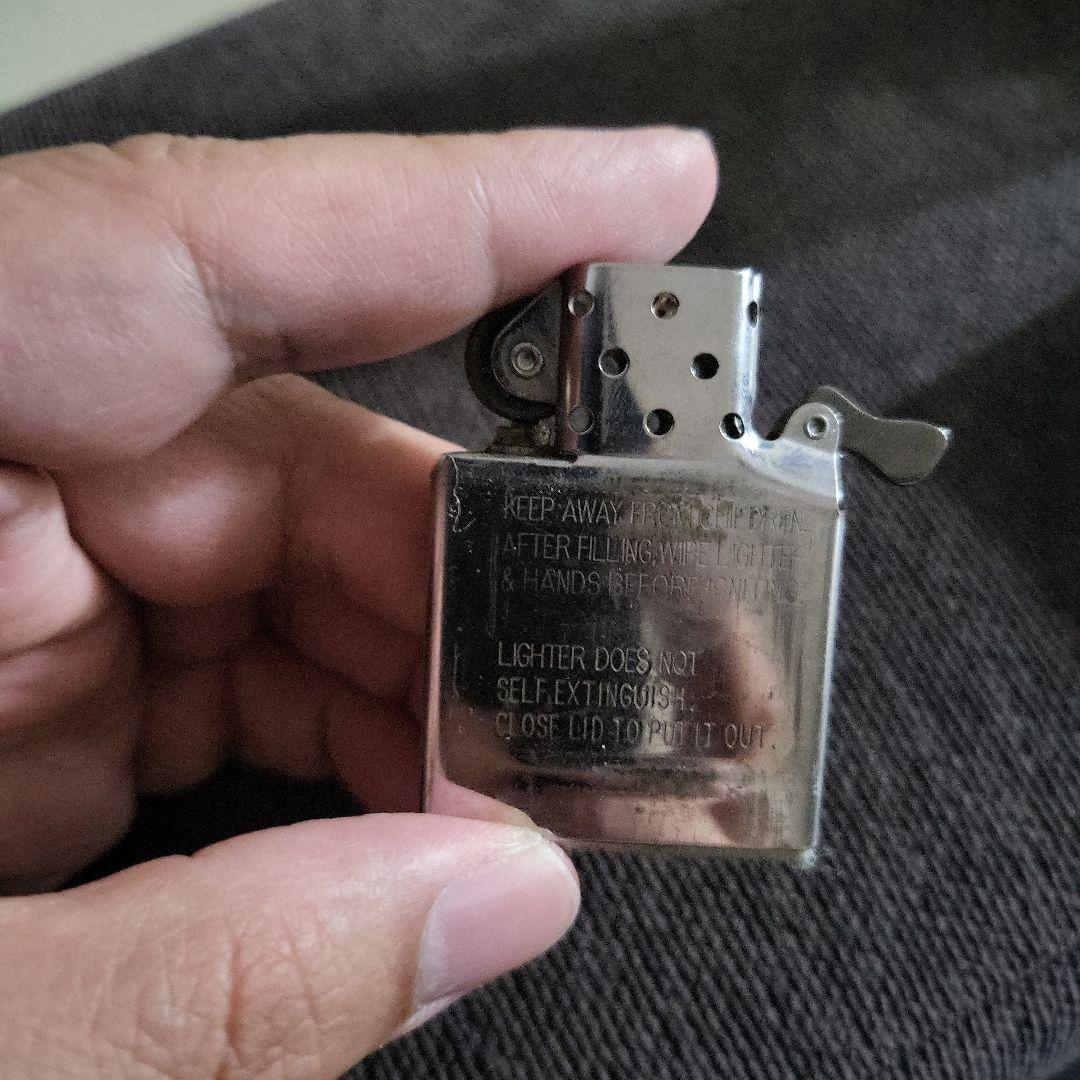 KEEP AWAY FROM CHILDREN.
AFTER FILLING, WIPE LIGHTER
& HANDS BEFORE IGNITING.
LIGHTER DOES NOT
SELF EXTINGUISH.
CLOSE LID TO PUT IT OUT.